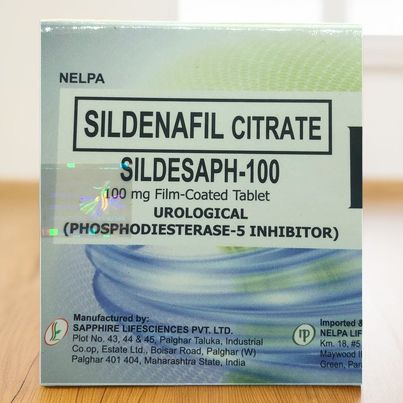 NELPA
SILDENAFIL CITRATE
SILDESAPH-100
100 mg Film-Coated Tablet
UROLOGICAL
(PHOSPHODIESTERASE-5 INHIBITOR)
Manufactured by:
SAPPHIRE LIFESCIENCES PVT. LTD.
Plot No. 43, 44 & 45, Palghar Taluka, Industrial
Co.op, Estate Ltd., Boisar Road, Palghar (W)
Palghar 401 404, Maharashtra State, India
Imported &
NELPA LIF
Km. 18, #5
Maywood
Green, Para